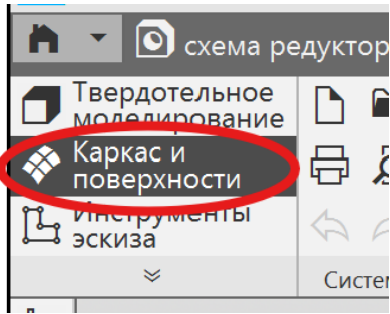 схема редуктор
Твердотельное
моделирование
Каркас и
поверхности
Инструменты
эскиза
Систем